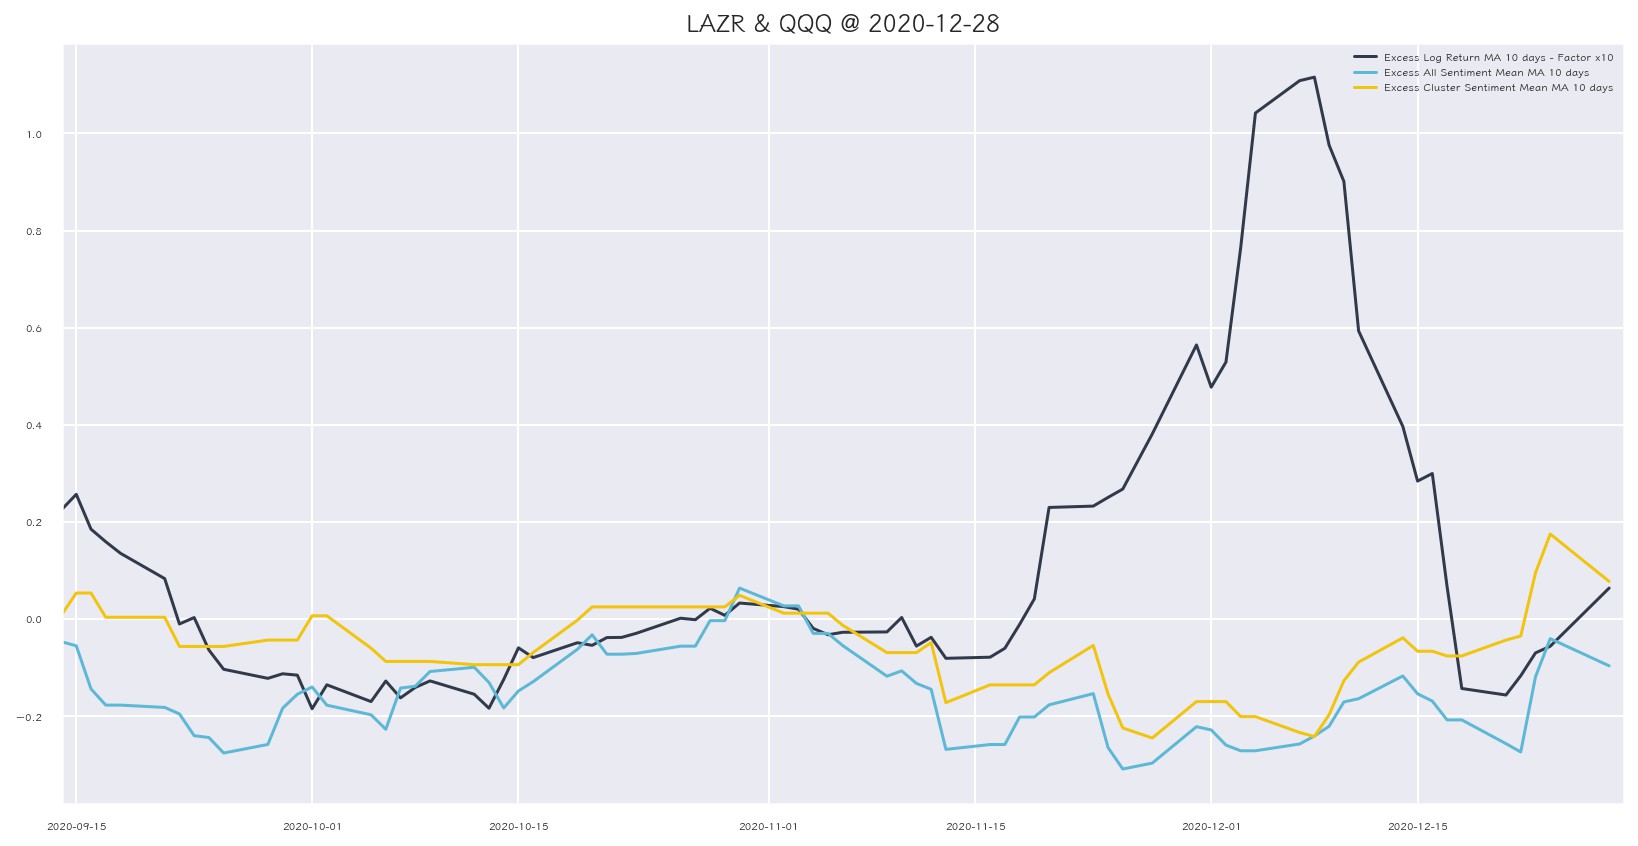 LAZR & QQQ @ 2020-12-28
Excess Log Return MA 10 days - Factor x10
Excess All Sentiment Mean MA 10 days
Excess Cluster Sentiment Mean MA 10 days
1.0
0.8
0.6
0.4
0.2
0.0
−0.2
2020-09-15 2020-10-01 2020-10-15 2020-11-01 2020-11-15 2020-12-01 2020-12-15